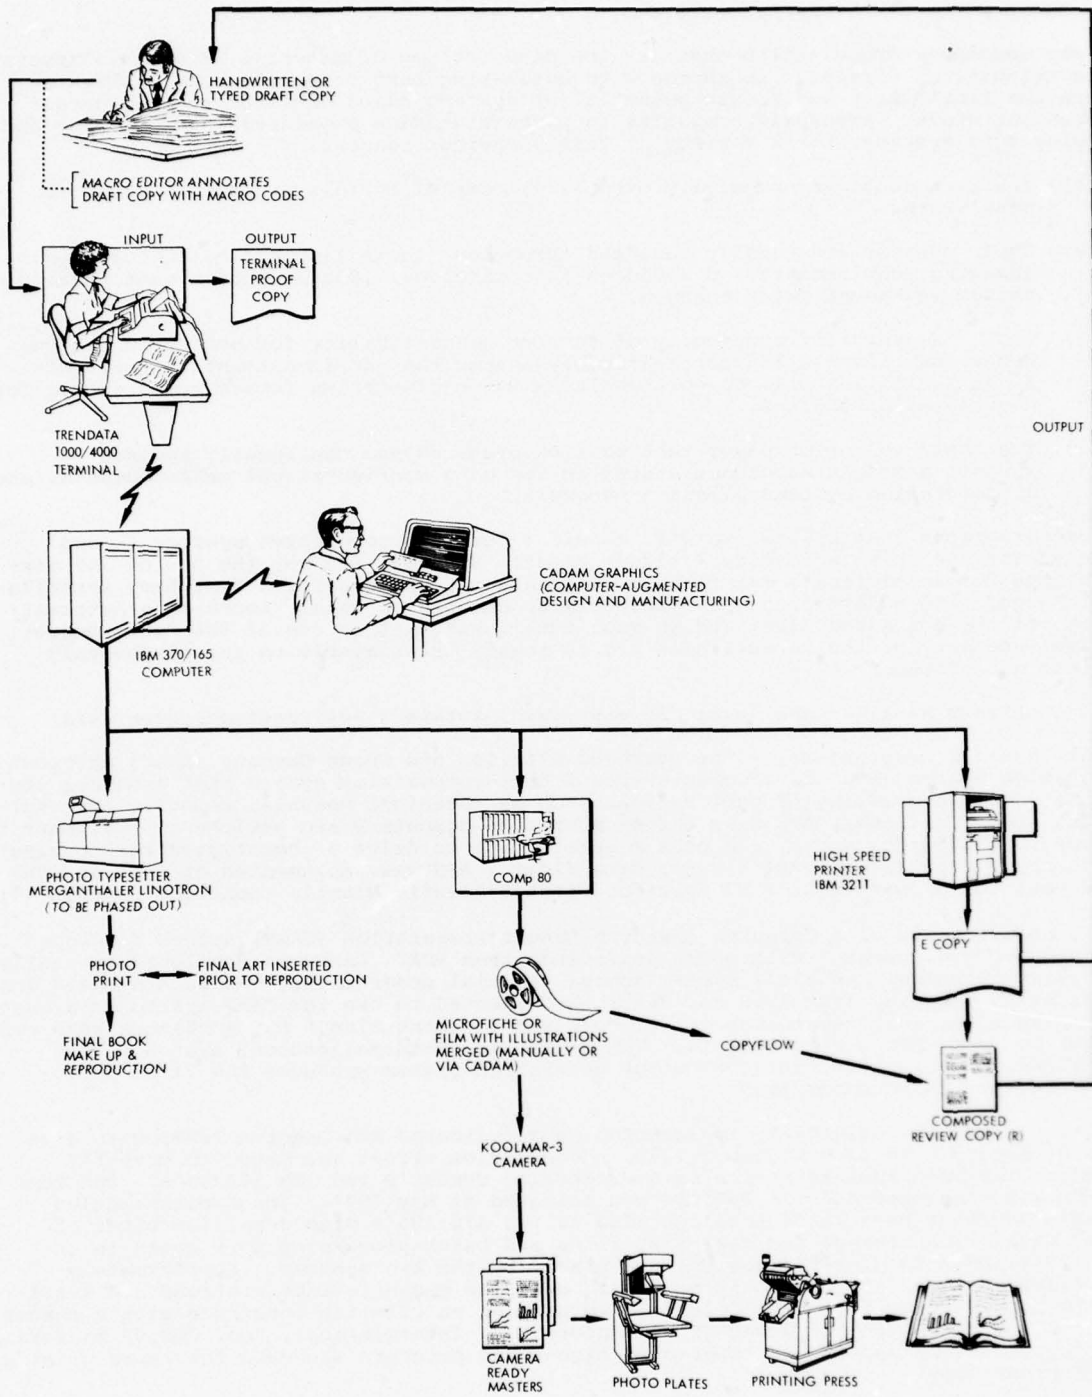 HANDWRITTEN OR
TYPED DRAFT COPY
MACRO EDITOR ANNOTATES
DRAFT COPY WITH MACRO CODES
INPUT
OUTPUT
TERMINAL
PROOF
COPY
C
TRENDATA
1000/4000
TERMINAL
OUTPUT
CADAM GRAPHICS
(COMPUTER-AUGMENTED
DESIGN AND MANUFACTURING)
IBM 370/165
COMPUTER
PHOTO TYPESETTER
MERGANTHALER LINOTRON
(TO BE PHASED OUT)
COMp 80
HIGH SPEED
PRINTER
IBM 3211
E COPY
PHOTO
PRINT
FINAL ART INSERTED
PRIOR TO REPRODUCTION
FINAL BOOK
MAKE UP &
REPRODUCTION
MICROFICHE OR
FILM WITH ILLUSTRATIONS
MERGED (MANUALLY OR
VIA CADAM)
COPYFLOW
COMPOSED
REVIEW COPY (R)
KOOLMAR-3
CAMERA
CAMERA
READY
MASTERS
PHOTO PLATES
PRINTING PRESS